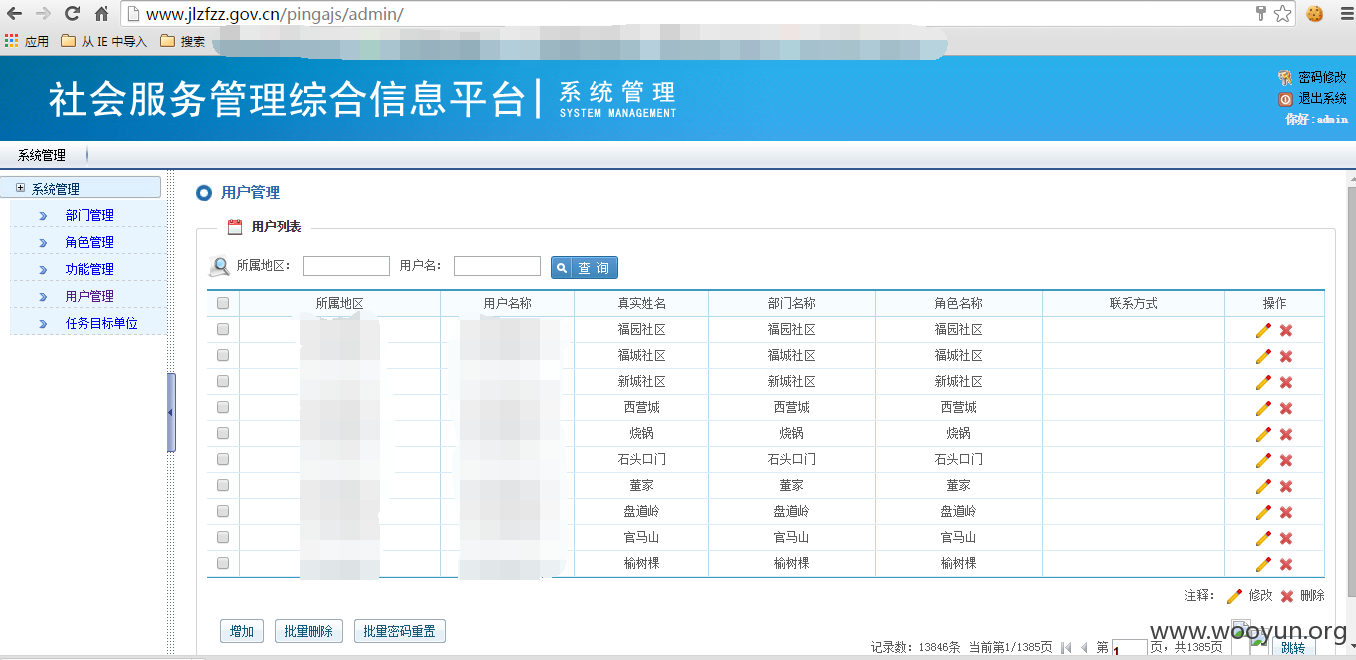 www.jlzfzz.gov.cn/pingajs/admin/
应用 从 IE 中导入 搜索
社会服务管理综合信息平台 系统管理
SYSTEM MANAGEMENT
密码修改
退出系统
你好:admin
系统管理
系统管理
部门管理
角色管理
功能管理
用户管理
任务目标单位
用户管理
用户列表
所属地区: 用户名: 查 询
所属地区 用户名称 真实姓名 部门名称 角色名称 联系方式 操作
福园社区 福园社区 福园社区
福城社区 福城社区 福城社区
新城社区 新城社区 新城社区
西营城 西营城 西营城
烧锅 烧锅 烧锅
石头口门 石头口门 石头口门
董家 董家 董家
盘道岭 盘道岭 盘道岭
官马山 官马山 官马山
榆树棵 榆树棵 榆树棵
注释: 修改 删除
增加 批量删除 批量密码重置
记录数: 13846条 当前第1/1385页 第 1 页, 共1385页 跳转
www.wooyun.org